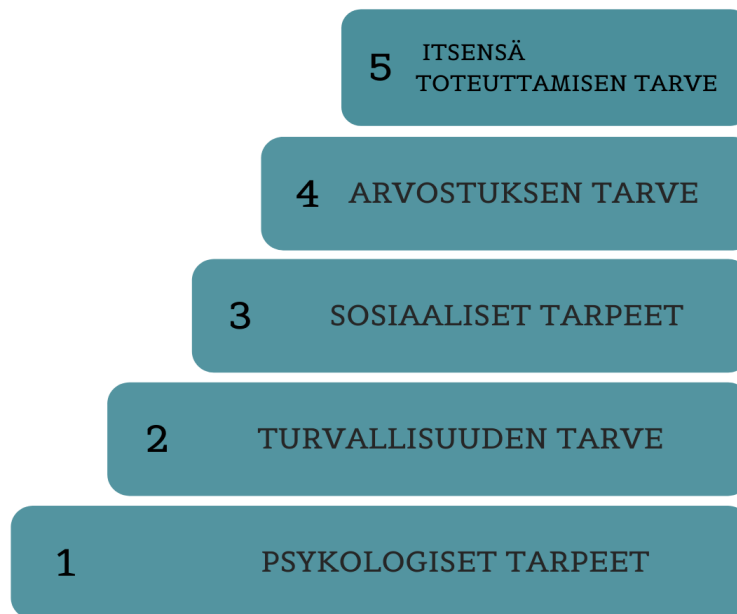 5 ITSENSÄ
TOTEUTTAMISEN TARVE
4 ARVOSTUKSEN TARVE
3 SOSIAALISET TARPEET
2 TURVALLISUUDEN TARVE
1 PSYKOLOGISET TARPEET